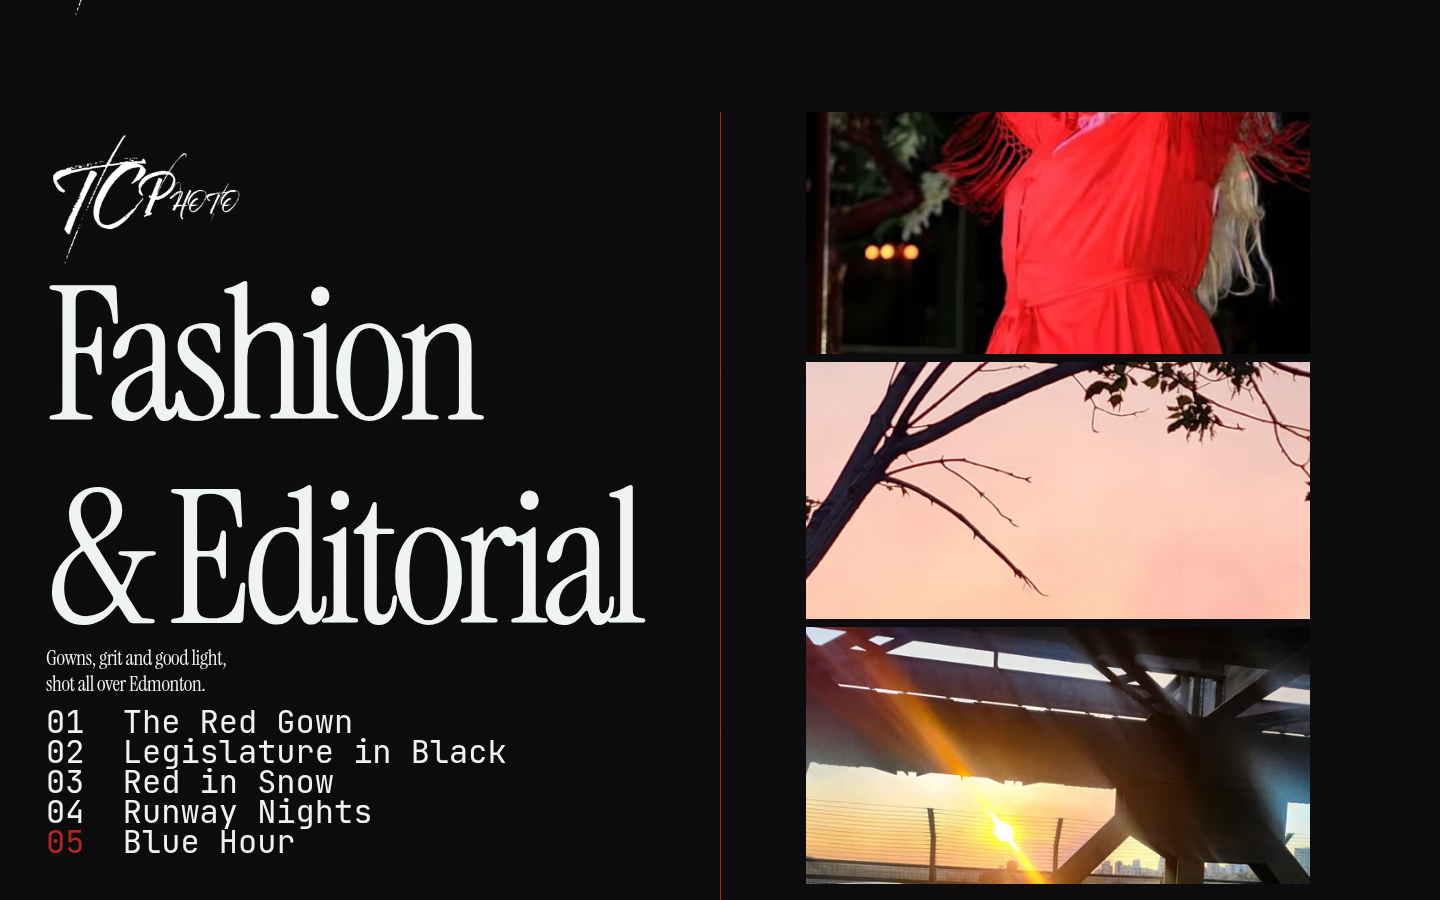 TCPHOTO
Fashion
& Editorial
Gowns, grit and good light,
shot all over Edmonton.
01 The Red Gown
02 Legislature in Black
03 Red in Snow
04 Runway Nights
05 Blue Hour